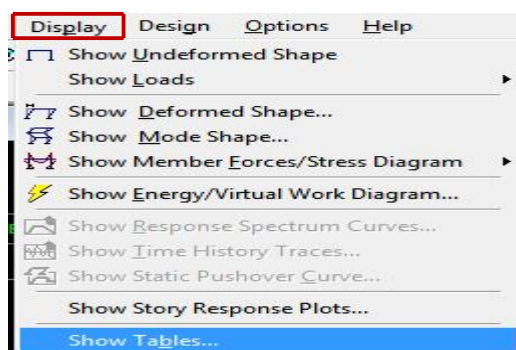 Display Design Options Help
Show Undeformed Shape
Show Loads
Show Deformed Shape...
Show Mode Shape...
Show Member Forces/Stress Diagram
Show Energy/Virtual Work Diagram...
Show Response Spectrum Curves...
Show Time History Traces...
Show Static Pushover Curve...
Show Story Response Plots...
Show Tables...